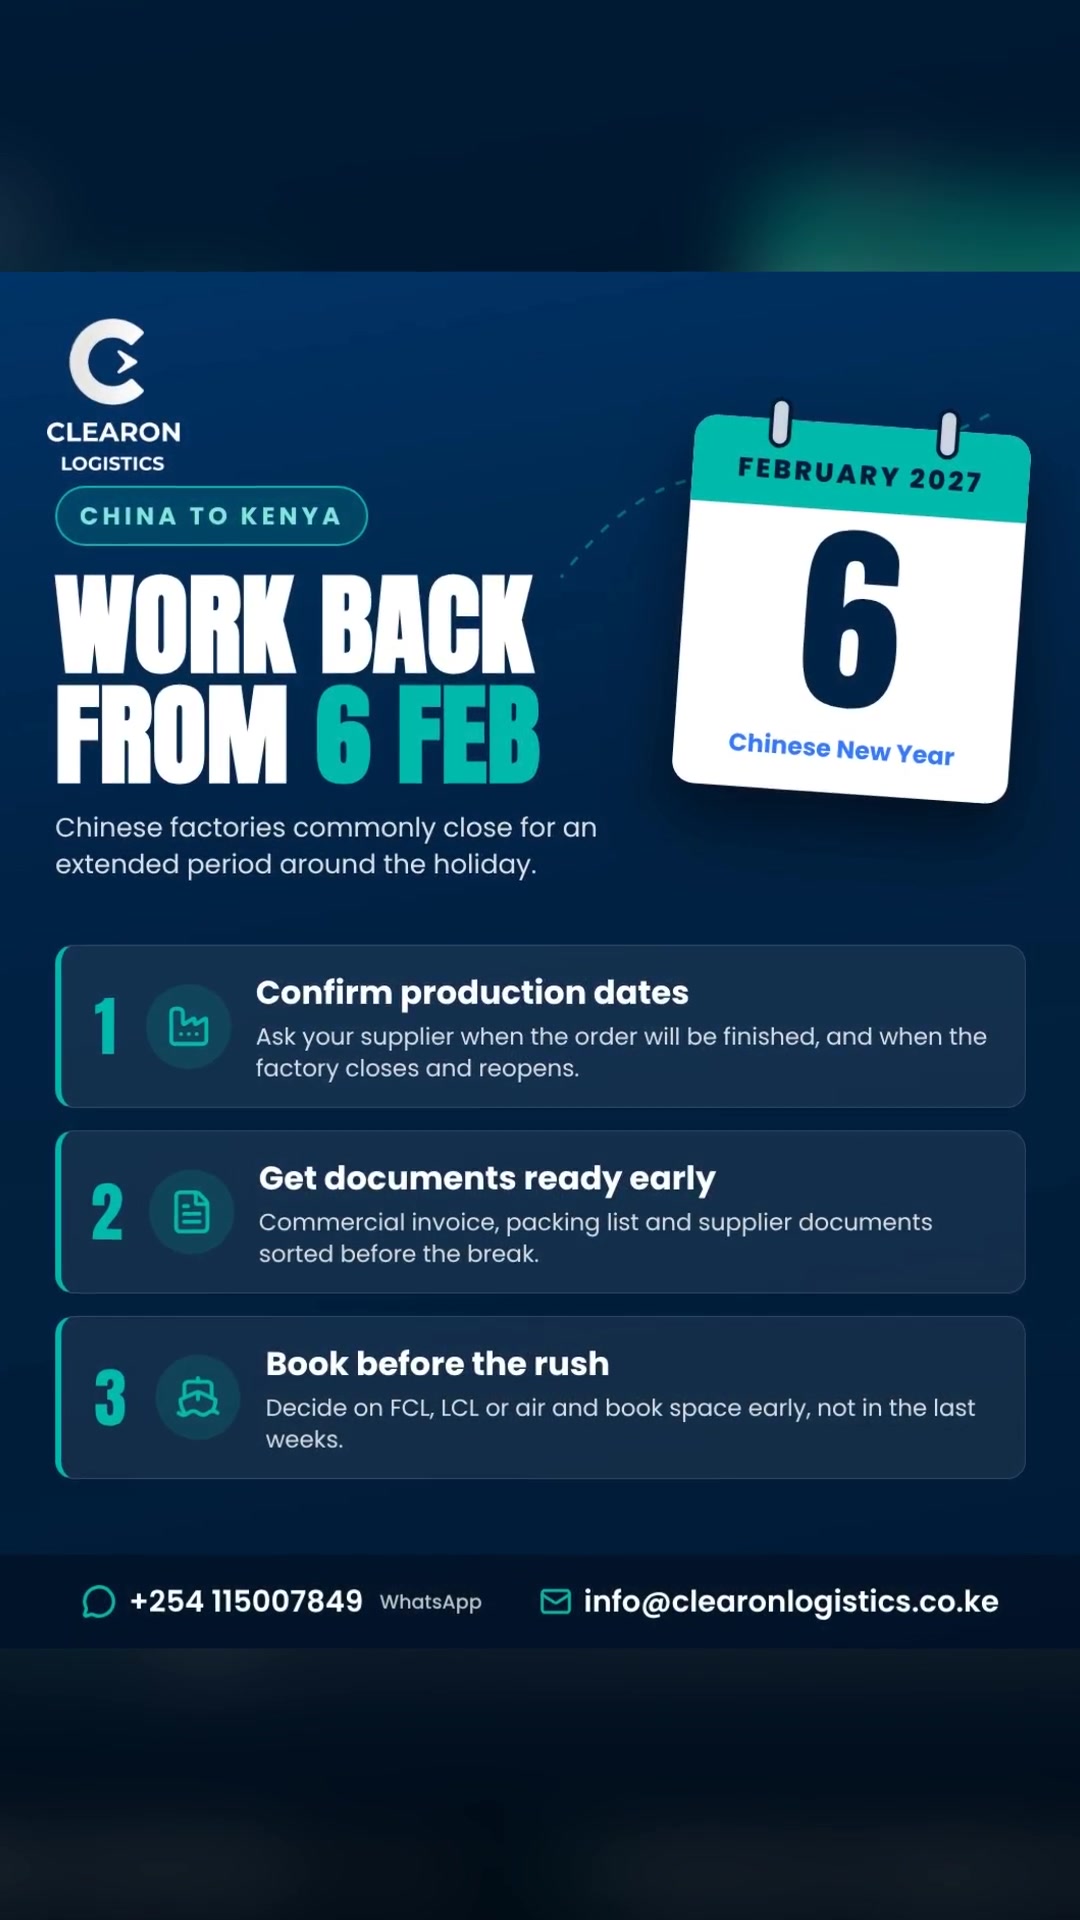 CLEARON
LOGISTICS
CHINA TO KENYA
WORK BACK
FROM 6 FEB
Chinese factories commonly close for an
extended period around the holiday.
FEBRUARY 2027
6
Chinese New Year
1
Confirm production dates
Ask your supplier when the order will be finished, and when the
factory closes and reopens.
2
Get documents ready early
Commercial invoice, packing list and supplier documents
sorted before the break.
3
Book before the rush
Decide on FCL, LCL or air and book space early, not in the last
weeks.
+254 115007849 WhatsApp
info@clearonlogistics.co.ke